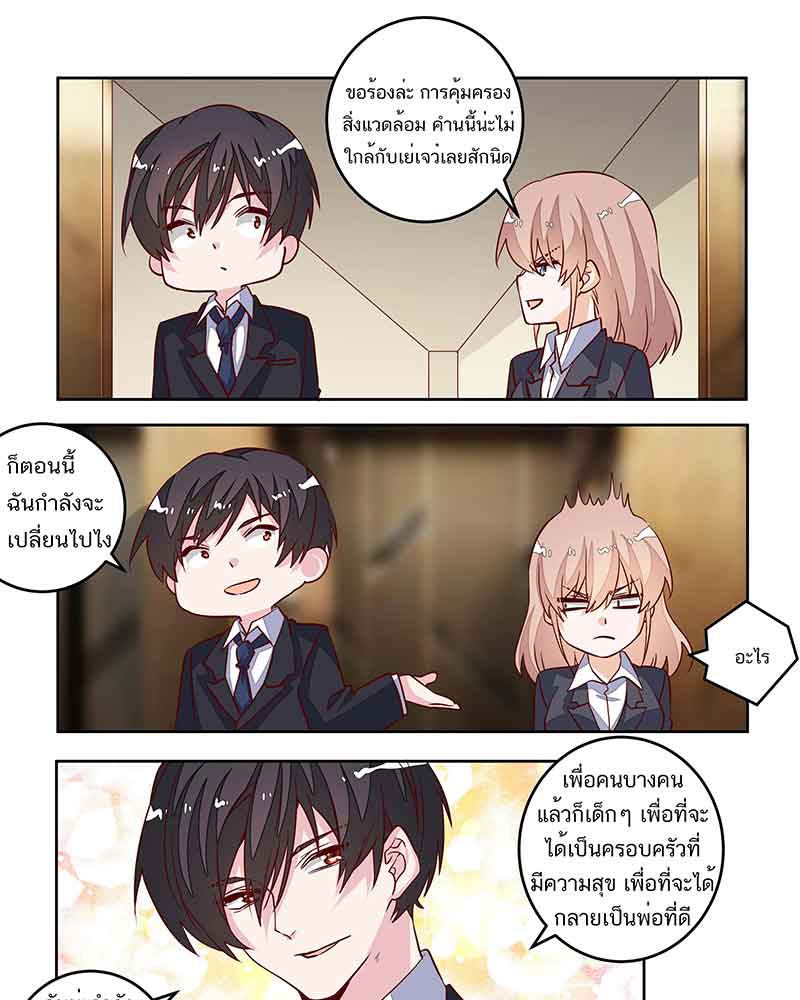 ขอร้องล่ะ การคุ้มครอง
สิ่งแวดล้อม คำนนี้น่ะไม่
ใกล้กับเย่เจว๋เลยสักนิด
ก็ตอนนี้
ฉันกำลังจะ
เปลี่ยนไปไง
อะไร
เพื่อคนบางคน
แล้วก็เด็กๆ เพื่อที่จะ
ได้เป็นครอบครัวที่
มีความสุข เพื่อที่จะได้
กลายเป็นพ่อที่ดี